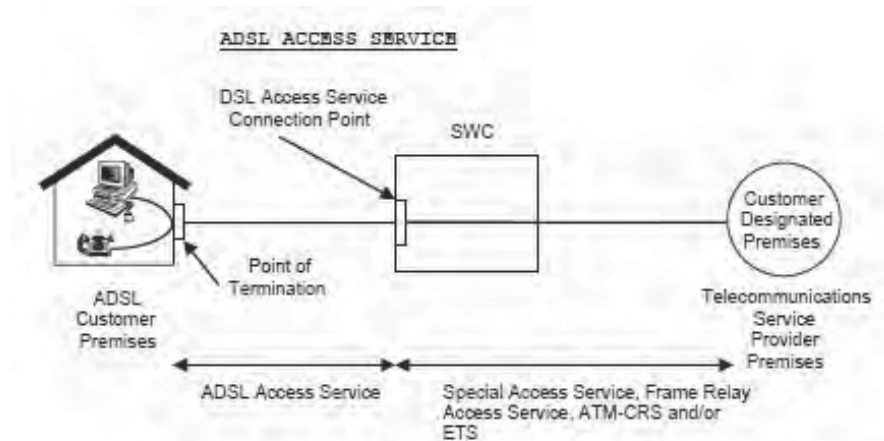 ADSL ACCESS SERVICE
DSL Access Service
Connection Point
SWC
Customer
Designated
Premises
Point of
Termination
ADSL
Customer
Premises
Telecommunications
Service
Provider
Premises
ADSL Access Service
Special Access Service, Frame Relay
Access Service, ATM-CRS and/or
ETS